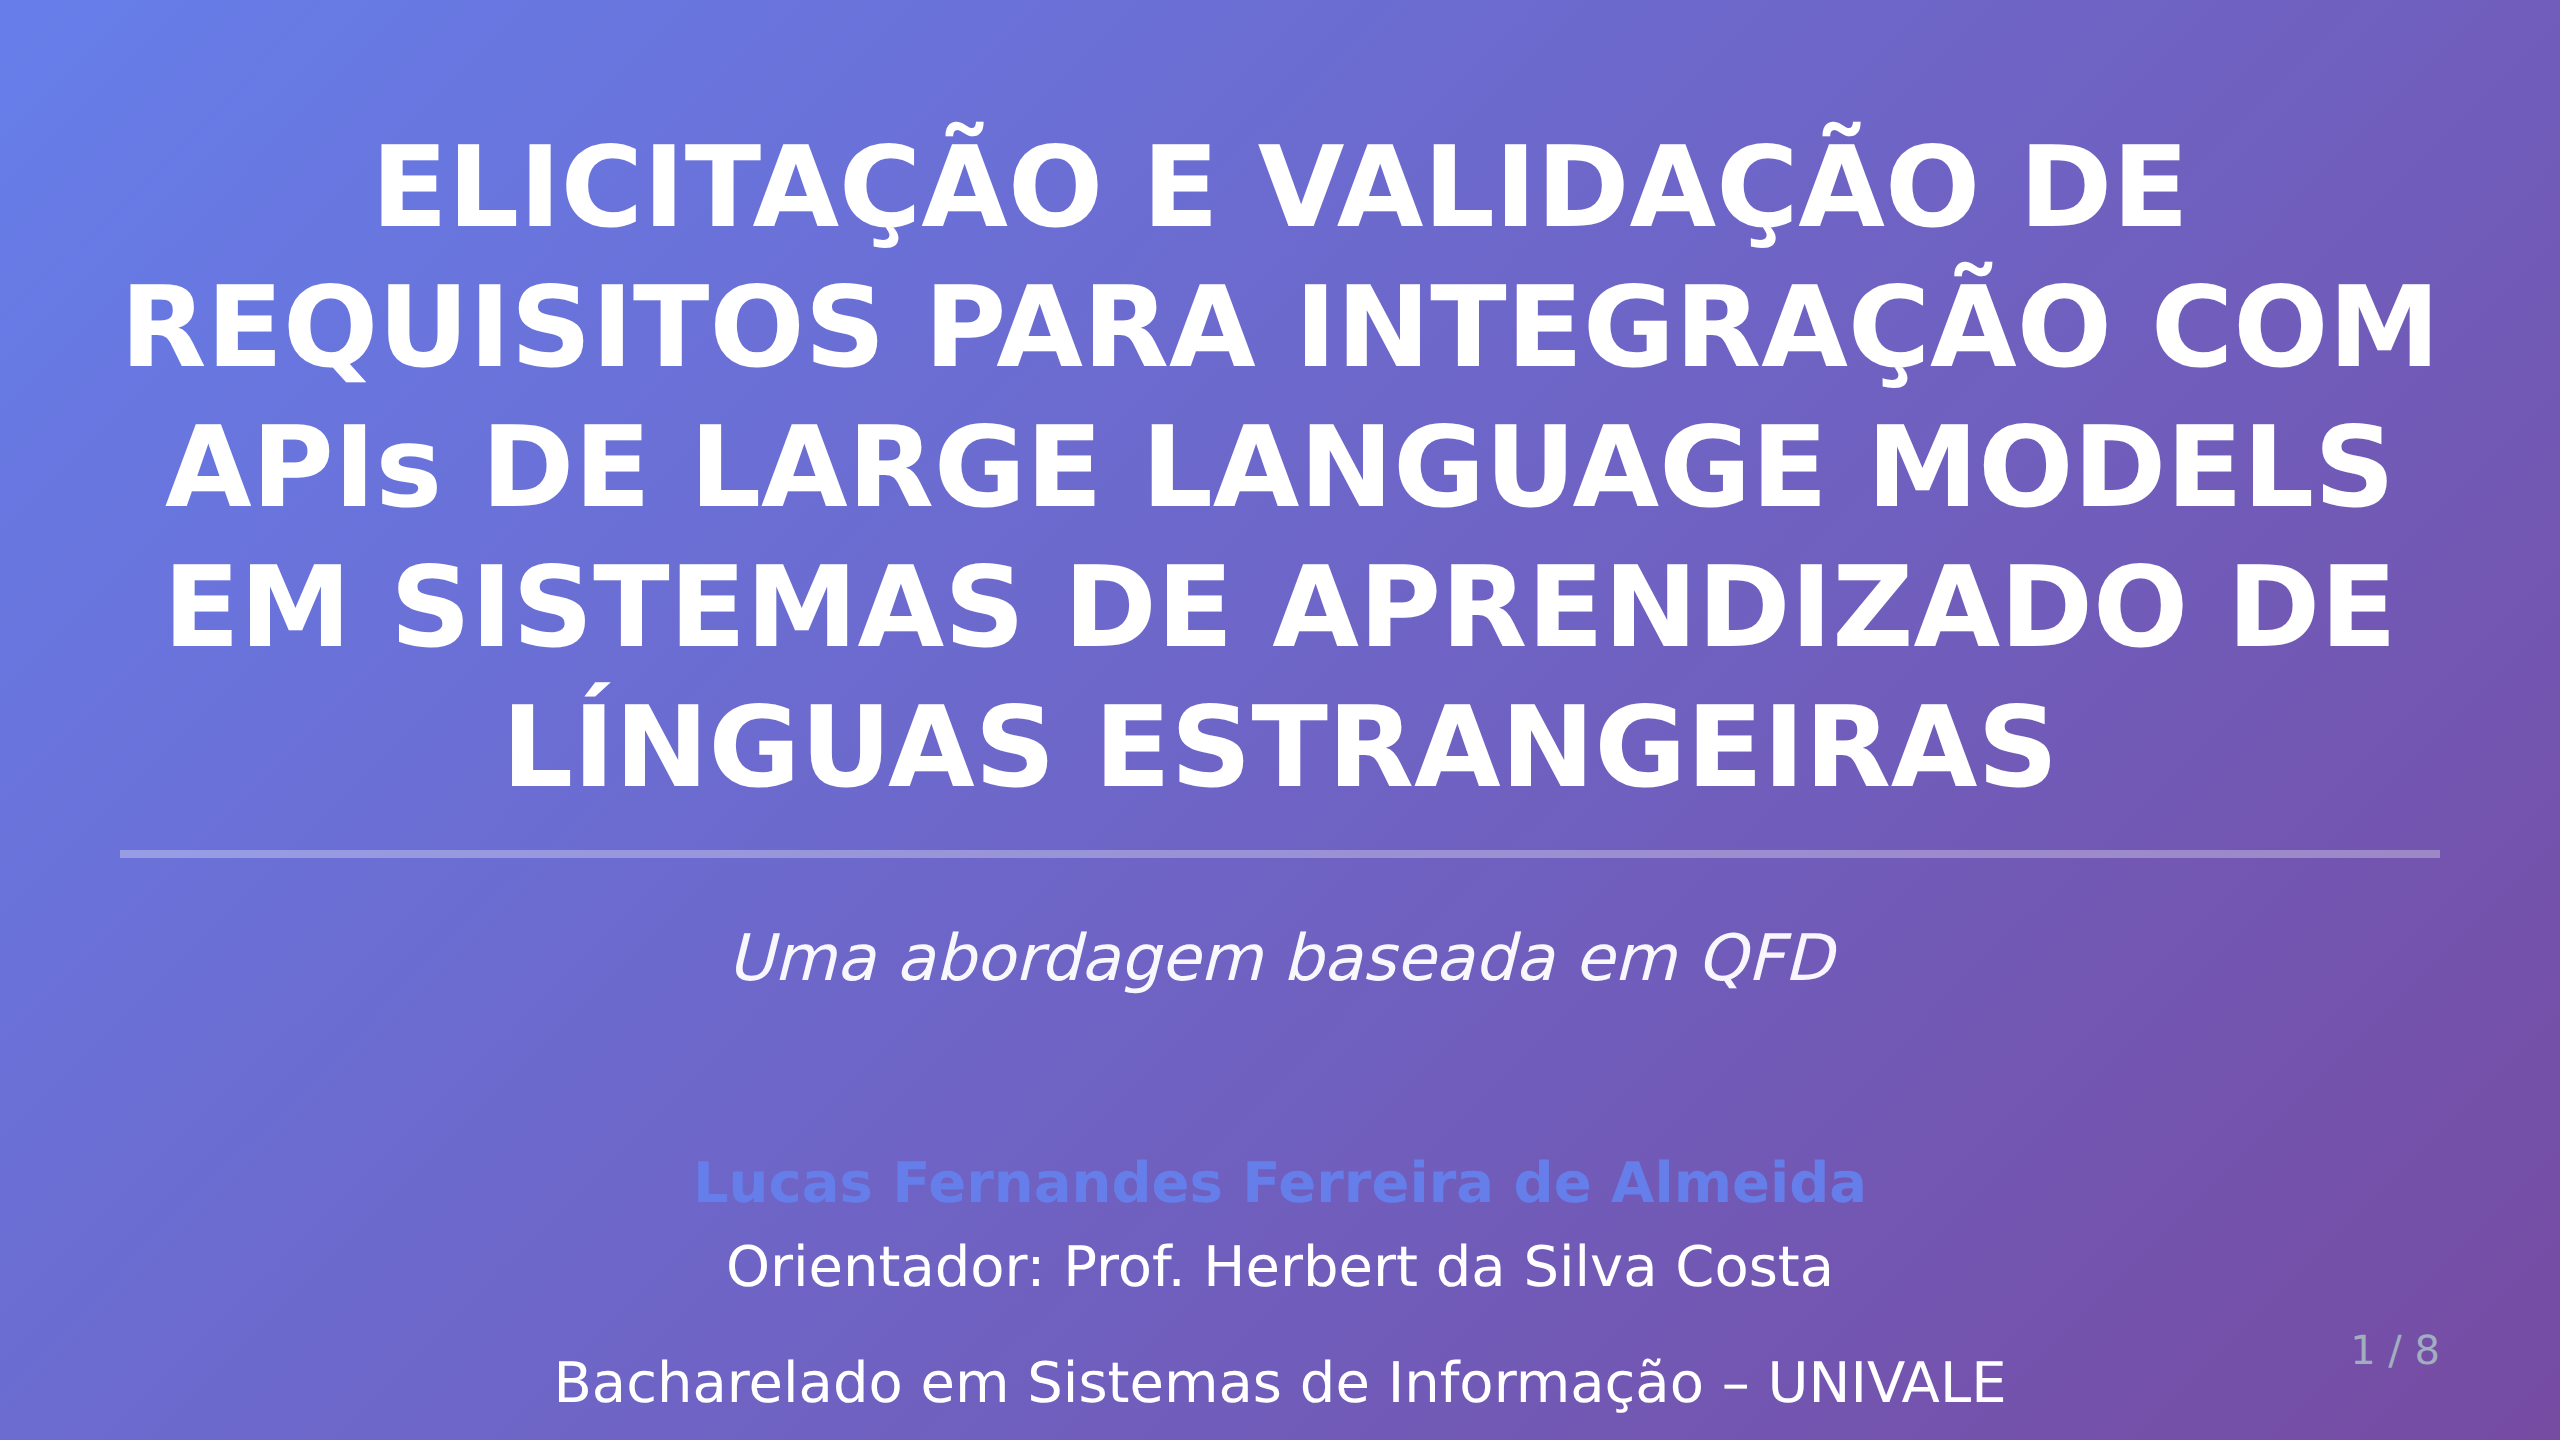 ELICITAÇÃO E VALIDAÇÃO DE
REQUISITOS PARA INTEGRAÇÃO COM
APIs DE LARGE LANGUAGE MODELS
EM SISTEMAS DE APRENDIZADO DE
LÍNGUAS ESTRANGEIRAS
Uma abordagem baseada em QFD
Lucas Fernandes Ferreira de Almeida
Orientador: Prof. Herbert da Silva Costa
Bacharelado em Sistemas de Informação – UNIVALE
1 / 8